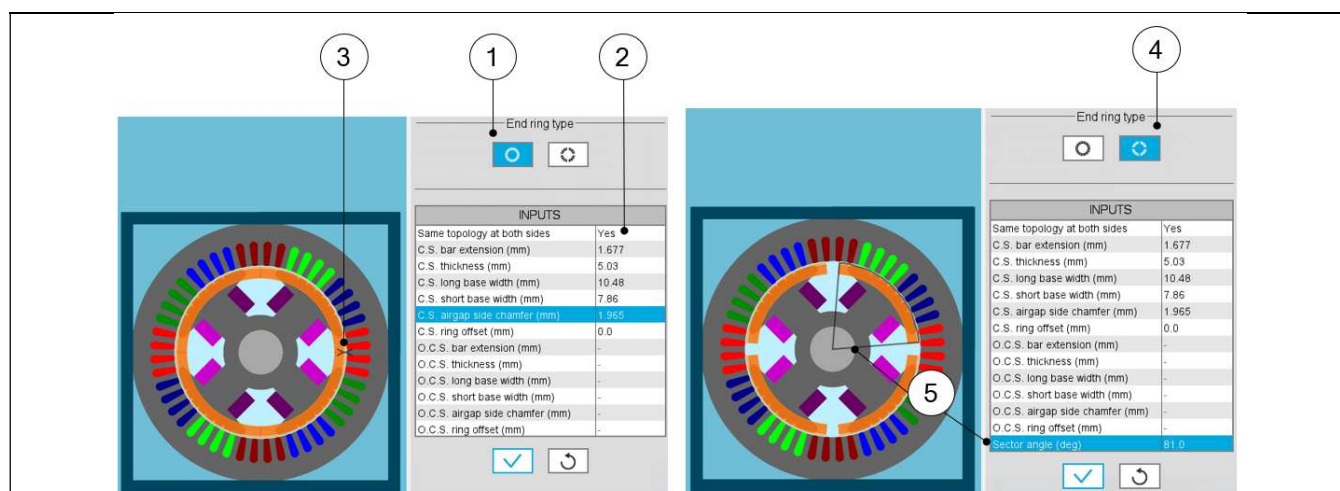 3
1
2
4
End ring type
INPUTS
Same topology at both sides Yes
C.S. bar extension (mm) 1.677
C.S. thickness (mm) 5.03
C.S. long base width (mm) 10.48
C.S. short base width (mm) 7.86
C.S. airgap side chamfer (mm) 1.965
C.S. ring offset (mm) 0.0
O.C.S. bar extension (mm) -
O.C.S. thickness (mm) -
O.C.S. long base width (mm) -
O.C.S. short base width (mm) -
O.C.S. airgap side chamfer (mm) -
O.C.S. ring offset (mm) -
End ring type
INPUTS
Same topology at both sides Yes
C.S. bar extension (mm) 1.677
C.S. thickness (mm) 5.03
C.S. long base width (mm) 10.48
C.S. short base width (mm) 7.86
C.S. airgap side chamfer (mm) 1.965
C.S. ring offset (mm) 0.0
O.C.S. bar extension (mm) -
O.C.S. thickness (mm) -
O.C.S. long base width (mm) -
O.C.S. short base width (mm) -
O.C.S. airgap side chamfer (mm) -
O.C.S. ring offset (mm) -
Sector angle (deg) 81.0
5